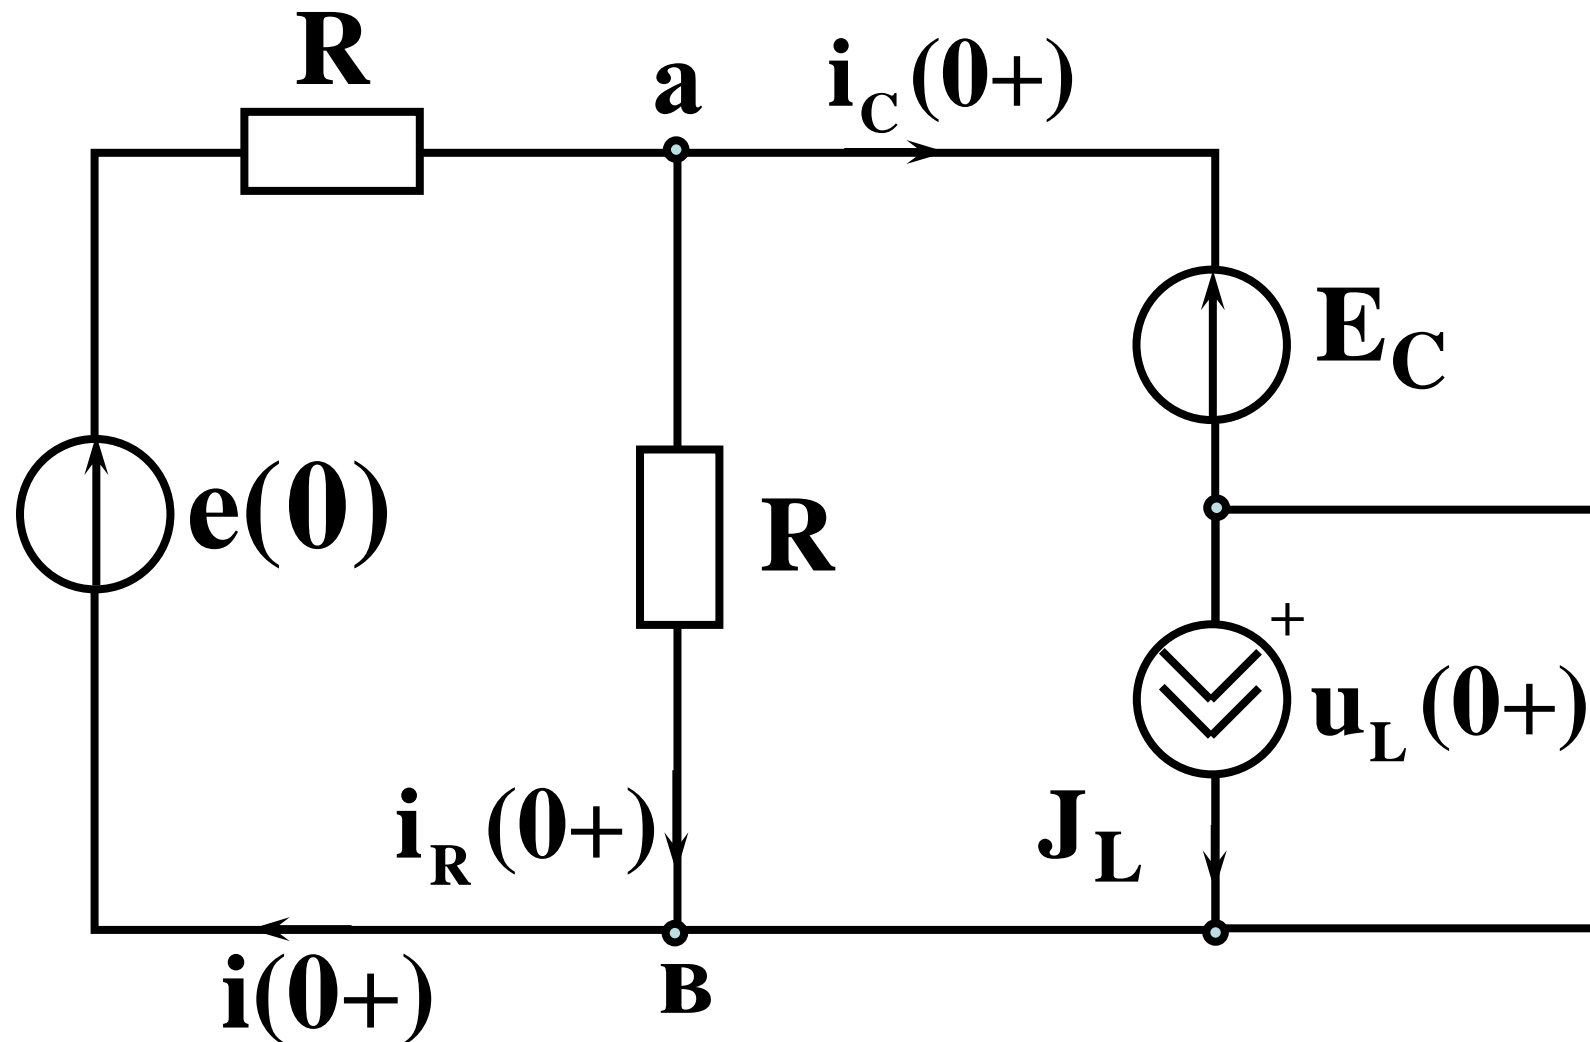 R
a
i_C(0+)
E_C
e(0)
R
+
u_L(0+)
J_L
i_R(0+)
i(0+)
в